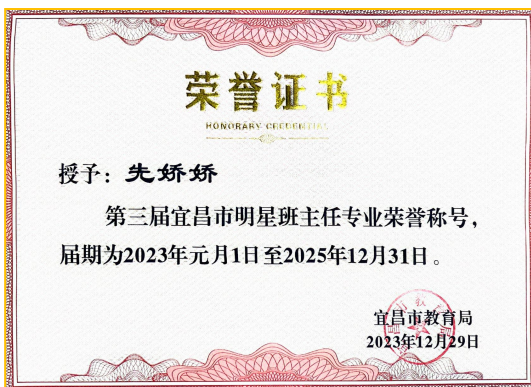 荣誉证书
HONORARY CREDENTIAL
授予：先娇娇
第三届宜昌市明星班主任专业荣誉称号，
届期为2023年元月1日至2025年12月31日。
宜昌市教育局
2023年12月29日